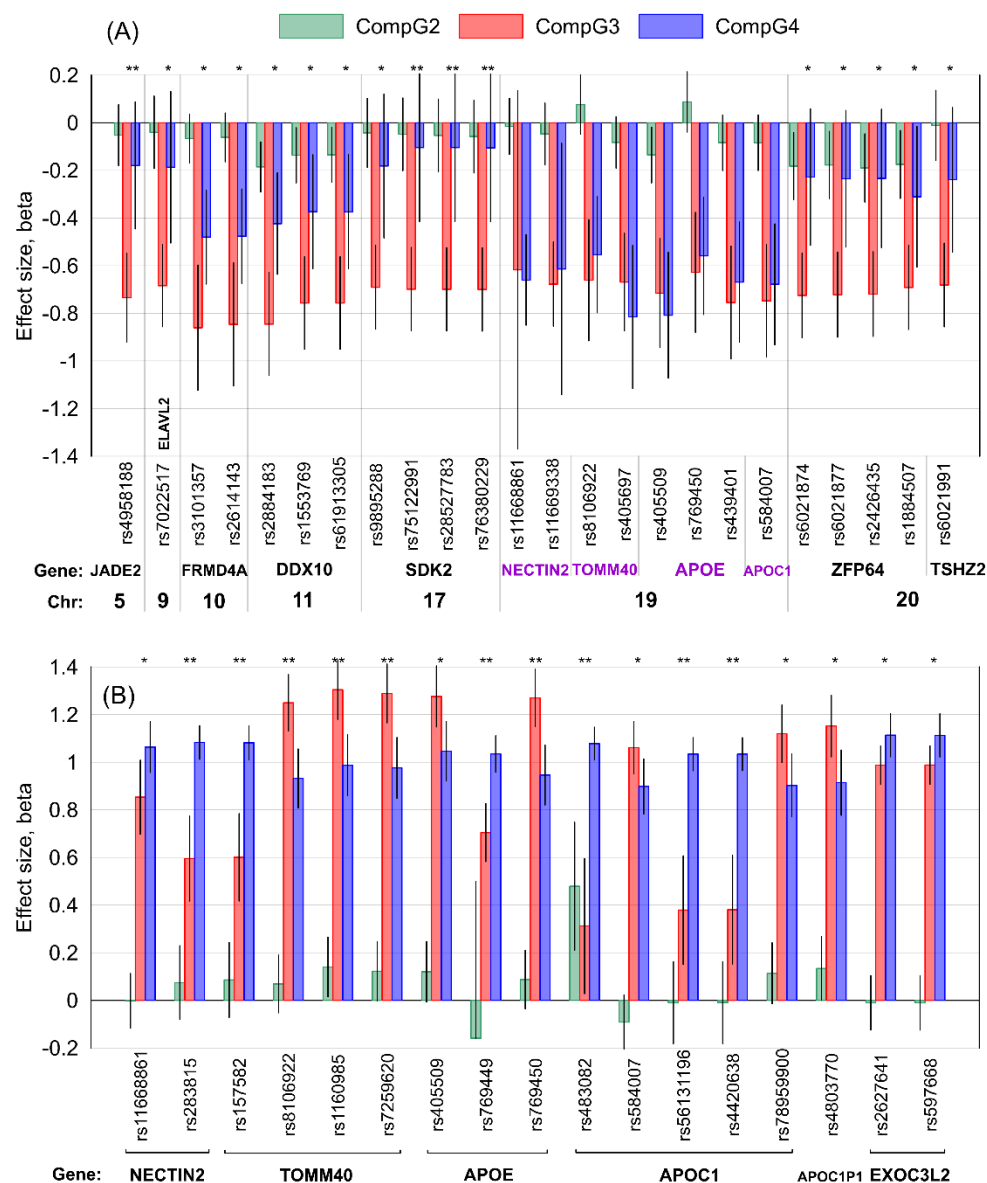 (A)
CompG2 CompG3 CompG4
** * * * * * * * ** ** ** * * * * *
0.2
0
-0.2
-0.4
-0.6
-0.8
-1
-1.2
-1.4
Effect size, beta
ELAVL2
rs4958188 rs7022517 rs3101357 rs2614143 rs2884183 rs1553769 rs61913305 rs9895288 rs75122991 rs28527783 rs76380229 rs11668861 rs11669338 rs8106922 rs405697 rs405509 rs769450 rs439401 rs584007 rs6021874 rs6021877 rs2426435 rs1884507 rs6021991
Gene: JADE2 FRMD4A DDX10 SDK2 NECTIN2 TOMM40 APOE APOC1 ZFP64 TSHZ2
Chr: 5 9 10 11 17 19 20
(B)
* ** ** ** ** ** * ** ** ** * ** ** * * * *
1.4
1.2
1
0.8
0.6
0.4
0.2
0
-0.2
Effect size, beta
rs11668861 rs283815 rs157582 rs8106922 rs1160985 rs7259620 rs405509 rs769449 rs769450 rs483082 rs584007 rs56131196 rs4420638 rs78959900 rs4803770 rs2627641 rs597668
Gene: NECTIN2 TOMM40 APOE APOC1 APOC1P1 EXOC3L2